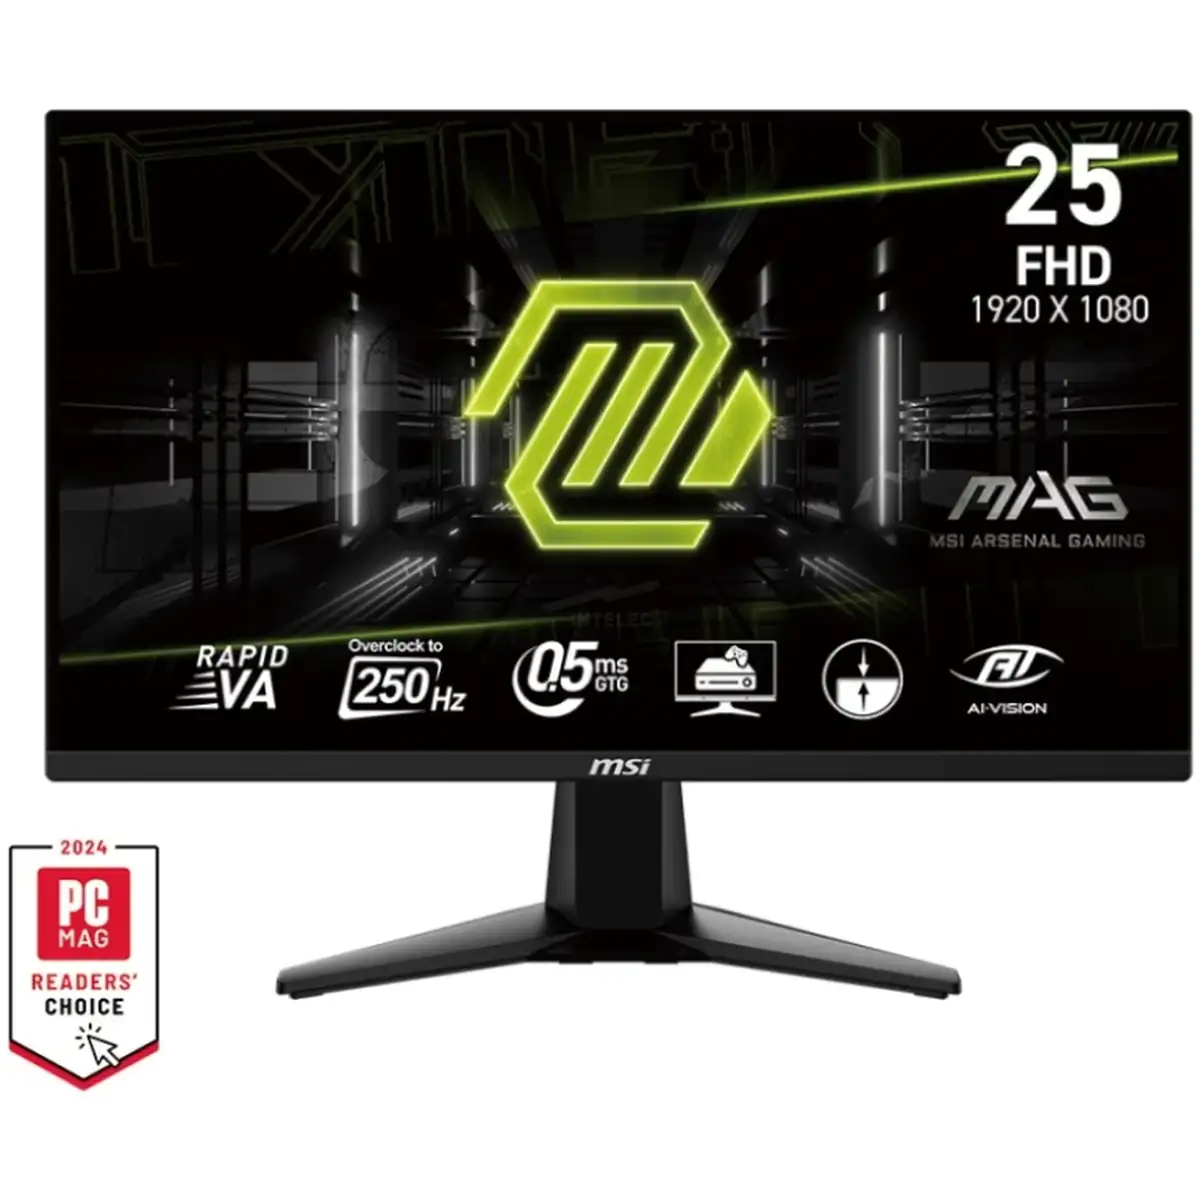 25
FHD
1920 X 1080
MAG
MSI ARSENAL GAMING
RAPID
VA
Overclock to
250Hz
0.5ms
GTG
AI
AI-VISION
msi
2024
PC
MAG
READERS'
CHOICE